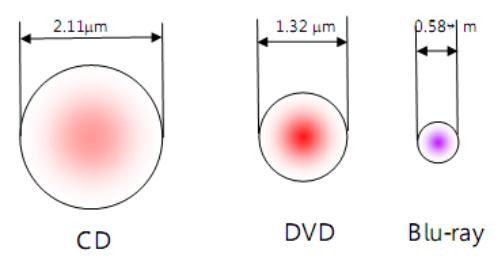 2.11μm
1.32 μm
0.58 m
CD
DVD
Blu-ray